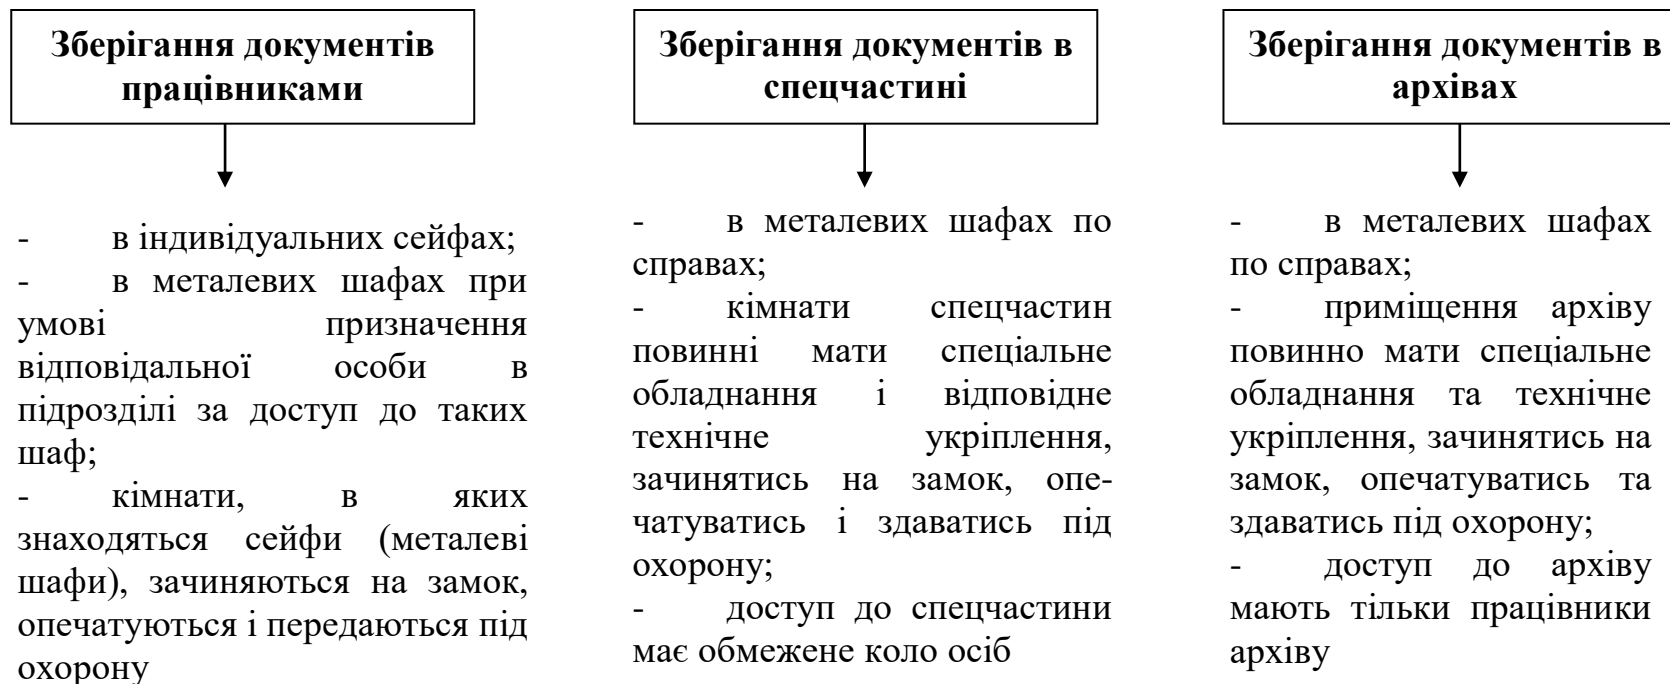 Зберігання документів
працівниками
- в індивідуальних сейфах;
- в металевих шафах при
умові призначення
відповідальної особи в
підрозділі за доступ до таких
шаф;
- кімнати, в яких
знаходяться сейфи (металеві
шафи), зачиняються на замок,
опечатуються і передаються під
охорону
Зберігання документів в
спецчастині
- в металевих шафах по
справах;
- кімнати спецчастин
повинні мати спеціальне
обладнання і відповідне
технічне укріплення,
зачинятись на замок, опе-
чатуватись і здаватись під
охорону;
- доступ до спецчастини
має обмежене коло осіб
Зберігання документів в
архівах
- в металевих шафах
по справах;
- приміщення архіву
повинно мати спеціальне
обладнання та технічне
укріплення, зачинятись на
замок, опечатуватись та
здаватись під охорону;
- доступ до архіву
мають тільки працівники
архіву